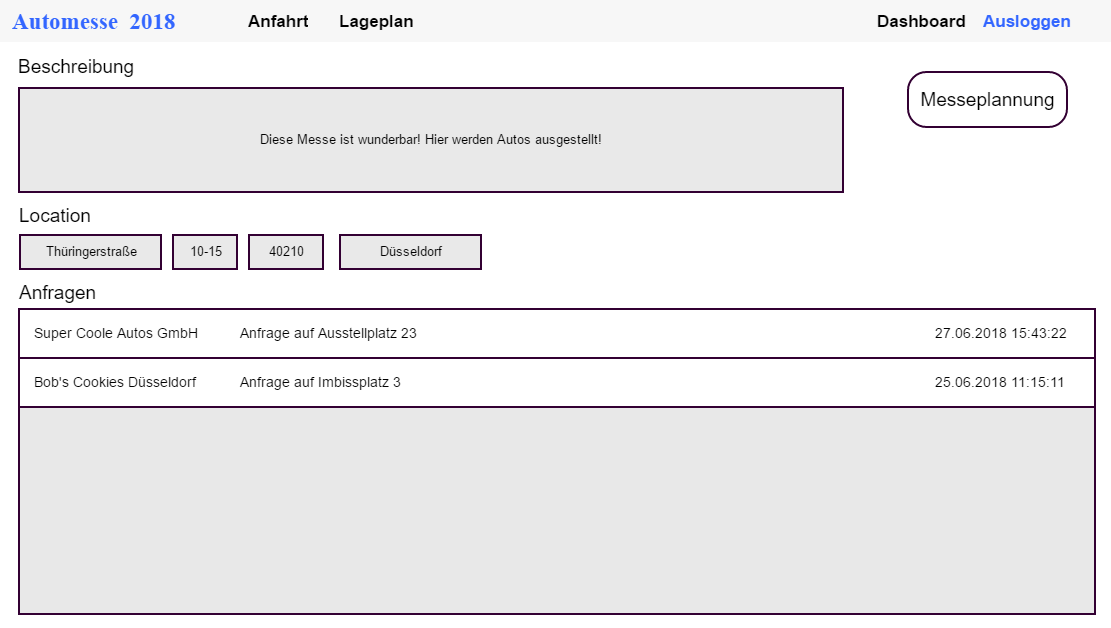 Automesse 2018 Anfahrt Lageplan Dashboard Ausloggen
Beschreibung
Messeplannung
Diese Messe ist wunderbar! Hier werden Autos ausgestellt!
Location
Thüringerstraße 10-15 40210 Düsseldorf
Anfragen
Super Coole Autos GmbH Anfrage auf Ausstellplatz 23 27.06.2018 15:43:22
Bob's Cookies Düsseldorf Anfrage auf Imbissplatz 3 25.06.2018 11:15:11